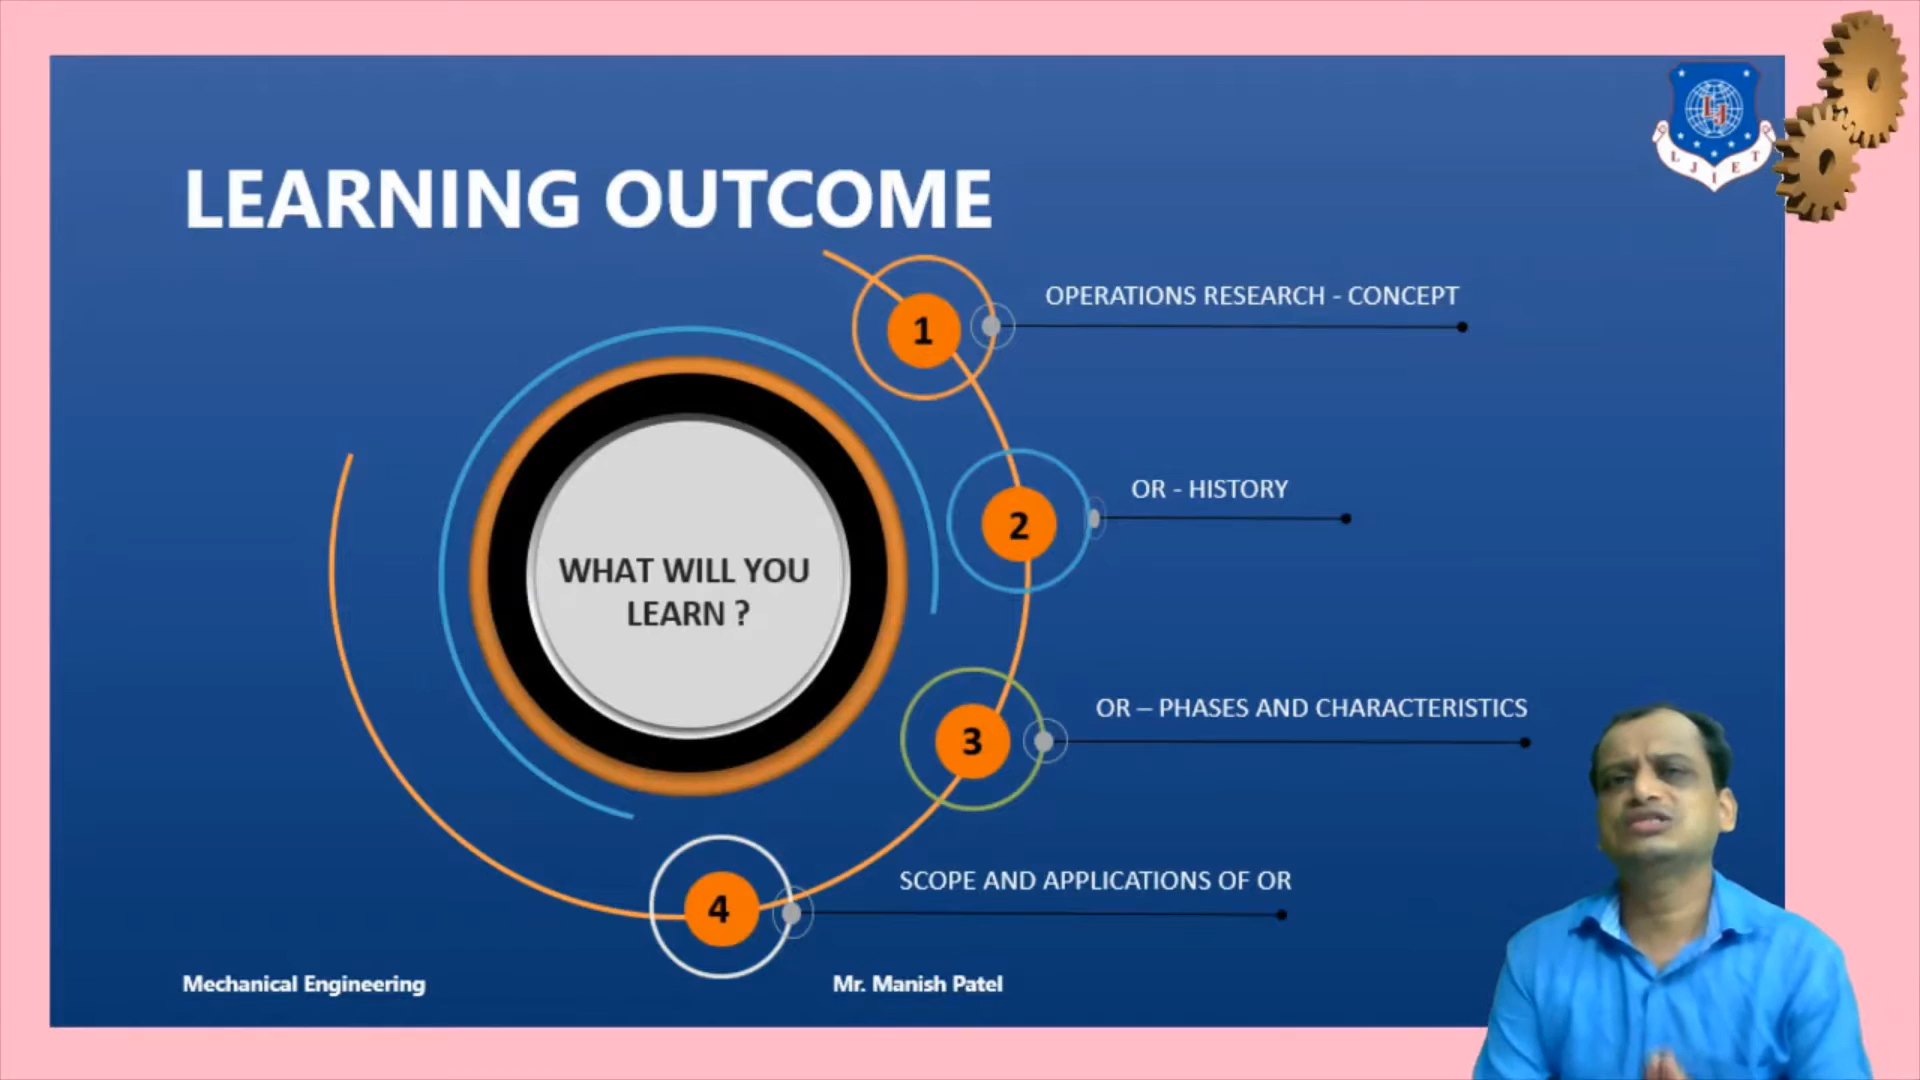 LEARNING OUTCOME
1
OPERATIONS RESEARCH - CONCEPT
2
OR - HISTORY
WHAT WILL YOU
LEARN ?
3
OR – PHASES AND CHARACTERISTICS
4
SCOPE AND APPLICATIONS OF OR
Mechanical Engineering
Mr. Manish Patel
LJ
L J I E T